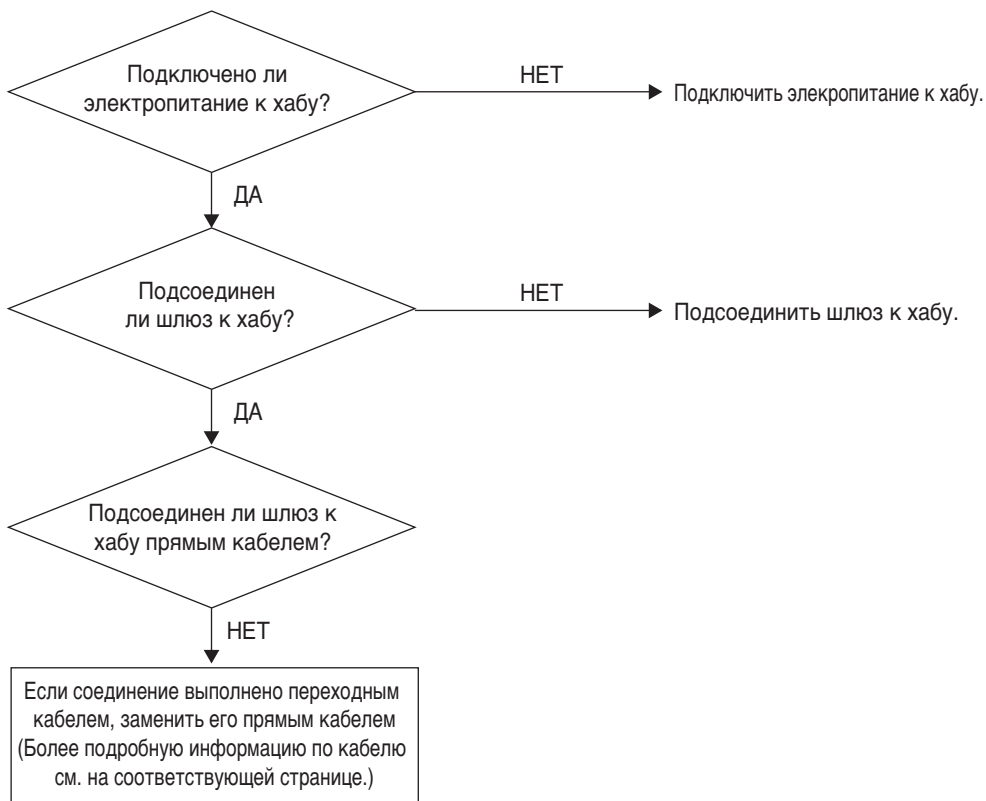 Подключено ли
электропитание к хабу?
НЕТ
Подключить элекропитание к хабу.
ДА
Подсоединен
ли шлюз к хабу?
НЕТ
Подсоединить шлюз к хабу.
ДА
Подсоединен ли шлюз к
хабу прямым кабелем?
НЕТ
Если соединение выполнено переходным
кабелем, заменить его прямым кабелем
(Более подробную информацию по кабелю
см. на соответствующей странице.)